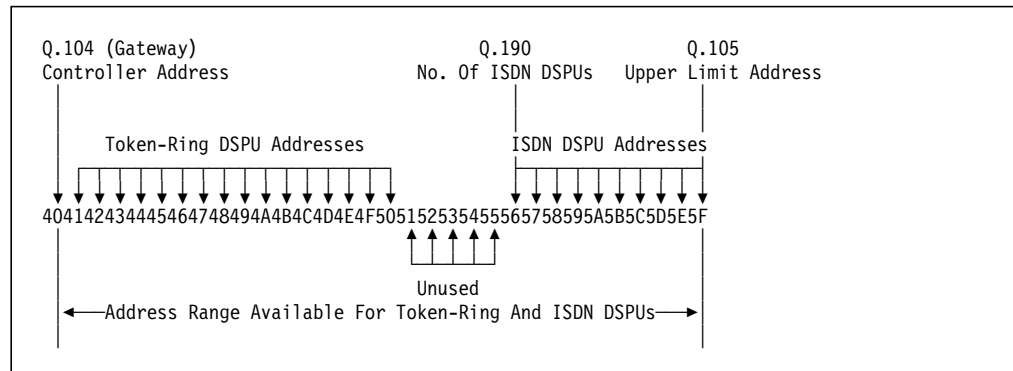 Q.104 (Gateway) Q.190 Q.105
Controller Address No. Of ISDN DSPUs Upper Limit Address
Token-Ring DSPU Addresses ISDN DSPU Addresses
404142434445464748494A4B4C4D4E4F505152535455565758595A5B5C5D5E5F
Unused
Address Range Available For Token-Ring And ISDN DSPUs